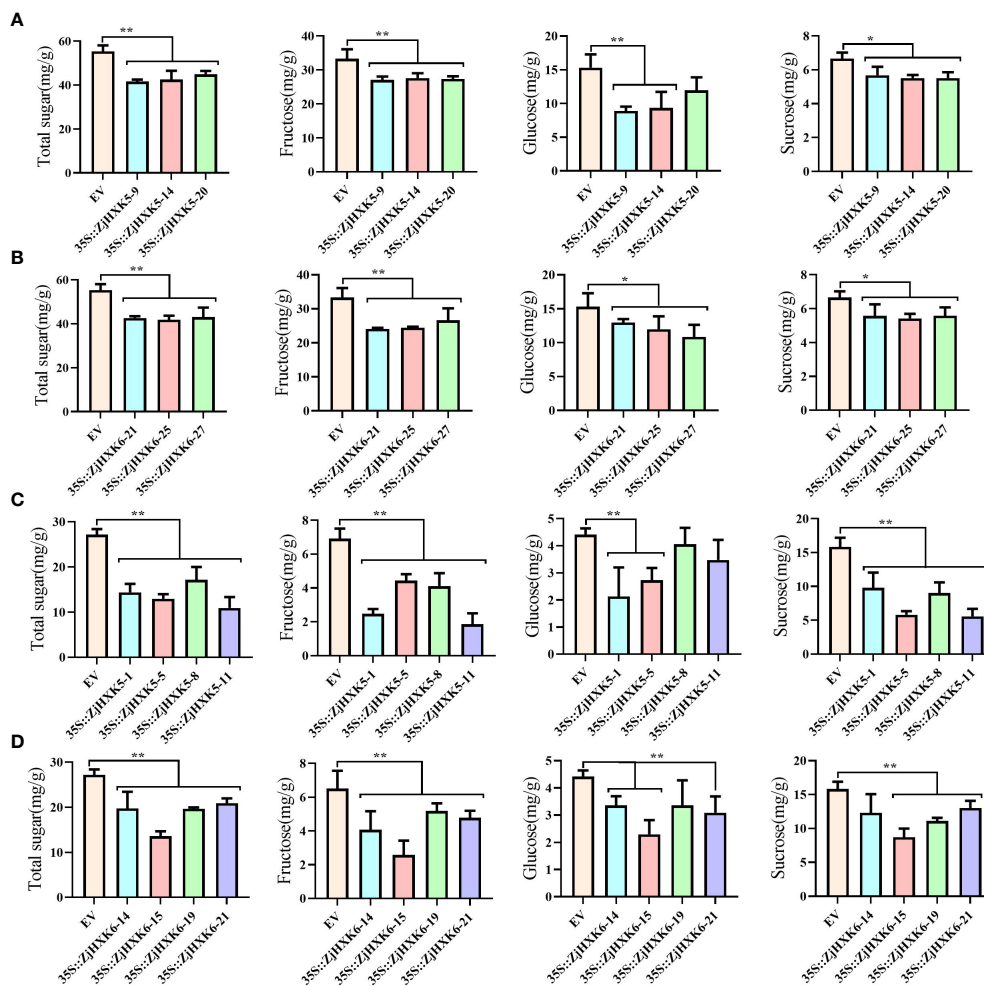 A
Total sugar(mg/g)
60
40
20
0
**
EV
35S::ZjHXK5-9
35S::ZjHXK5-14
35S::ZjHXK5-20
Fructose(mg/g)
40
30
20
10
0
**
EV
35S::ZjHXK5-9
35S::ZjHXK5-14
35S::ZjHXK5-20
Glucose(mg/g)
20
15
10
5
0
**
EV
35S::ZjHXK5-9
35S::ZjHXK5-14
35S::ZjHXK5-20
Sucrose(mg/g)
8
6
4
2
0
*
EV
35S::ZjHXK5-9
35S::ZjHXK5-14
35S::ZjHXK5-20
B
Total sugar(mg/g)
60
40
20
0
**
EV
35S::ZjHXK6-21
35S::ZjHXK6-25
35S::ZjHXK6-27
Fructose(mg/g)
40
30
20
10
0
**
EV
35S::ZjHXK6-21
35S::ZjHXK6-25
35S::ZjHXK6-27
Glucose(mg/g)
20
15
10
5
0
*
EV
35S::ZjHXK6-21
35S::ZjHXK6-25
35S::ZjHXK6-27
Sucrose(mg/g)
8
6
4
2
0
*
EV
35S::ZjHXK6-21
35S::ZjHXK6-25
35S::ZjHXK6-27
C
Total sugar(mg/g)
30
20
10
0
**
EV
35S::ZjHXK5-1
35S::ZjHXK5-5
35S::ZjHXK5-8
35S::ZjHXK5-11
Fructose(mg/g)
8
6
4
2
0
**
EV
35S::ZjHXK5-1
35S::ZjHXK5-5
35S::ZjHXK5-8
35S::ZjHXK5-11
Glucose(mg/g)
5
4
3
2
1
0
**
EV
35S::ZjHXK5-1
35S::ZjHXK5-5
35S::ZjHXK5-8
35S::ZjHXK5-11
Sucrose(mg/g)
20
15
10
5
0
**
EV
35S::ZjHXK5-1
35S::ZjHXK5-5
35S::ZjHXK5-8
35S::ZjHXK5-11
D
Total sugar(mg/g)
30
20
10
0
**
EV
35S::ZjHXK6-14
35S::ZjHXK6-15
35S::ZjHXK6-19
35S::ZjHXK6-21
Fructose(mg/g)
8
6
4
2
0
**
EV
35S::ZjHXK6-14
35S::ZjHXK6-15
35S::ZjHXK6-19
35S::ZjHXK6-21
Glucose(mg/g)
5
4
3
2
1
0
**
EV
35S::ZjHXK6-14
35S::ZjHXK6-15
35S::ZjHXK6-19
35S::ZjHXK6-21
Sucrose(mg/g)
20
15
10
5
0
**
EV
35S::ZjHXK6-14
35S::ZjHXK6-15
35S::ZjHXK6-19
35S::ZjHXK6-21